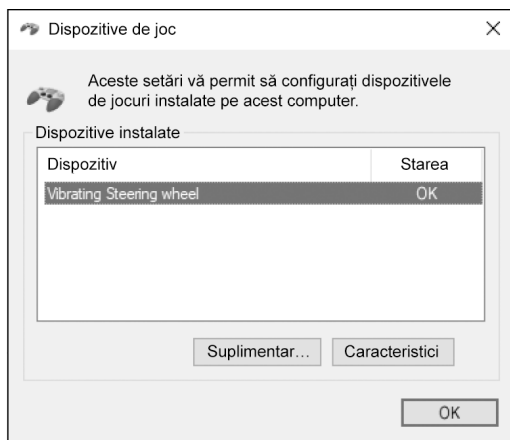 Dispozitive de joc
Aceste setări vă permit să configurați dispozitivele
de jocuri instalate pe acest computer.
Dispozitive instalate
Dispozitiv Starea
Vibrating Steering wheel OK
Suplimentar... Caracteristici
OK